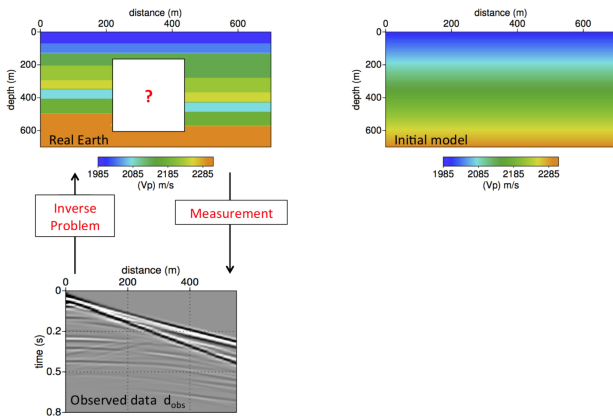 distance (m)
0 200 400 600
depth (m)
0
200
400
600
?
Real Earth
1985 2085 2185 2285
(Vp) m/s
distance (m)
0 200 400 600
depth (m)
0
200
400
600
Initial model
1985 2085 2185 2285
(Vp) m/s
Inverse
Problem
Measurement
distance (m)
0 200 400
time (s)
0
0.2
0.5
0.8
Observed data d_obs